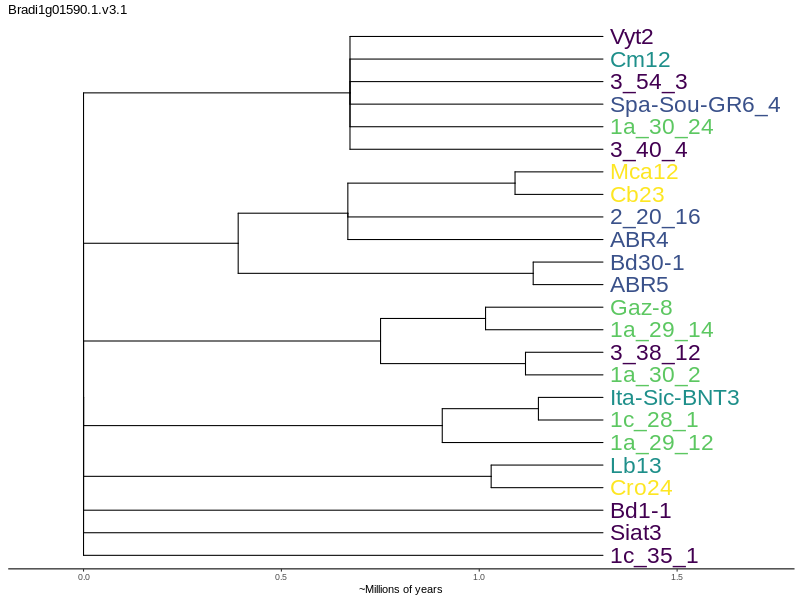 Bradi1g01590.1.v3.1
Vyt2
Cm12
3_54_3
Spa-Sou-GR6_4
1a_30_24
3_40_4
Mca12
Cb23
2_20_16
ABR4
Bd30-1
ABR5
Gaz-8
1a_29_14
3_38_12
1a_30_2
Ita-Sic-BNT3
1c_28_1
1a_29_12
Lb13
Cro24
Bd1-1
Siat3
1c_35_1
0.0 0.5 1.0 1.5
~Millions of years